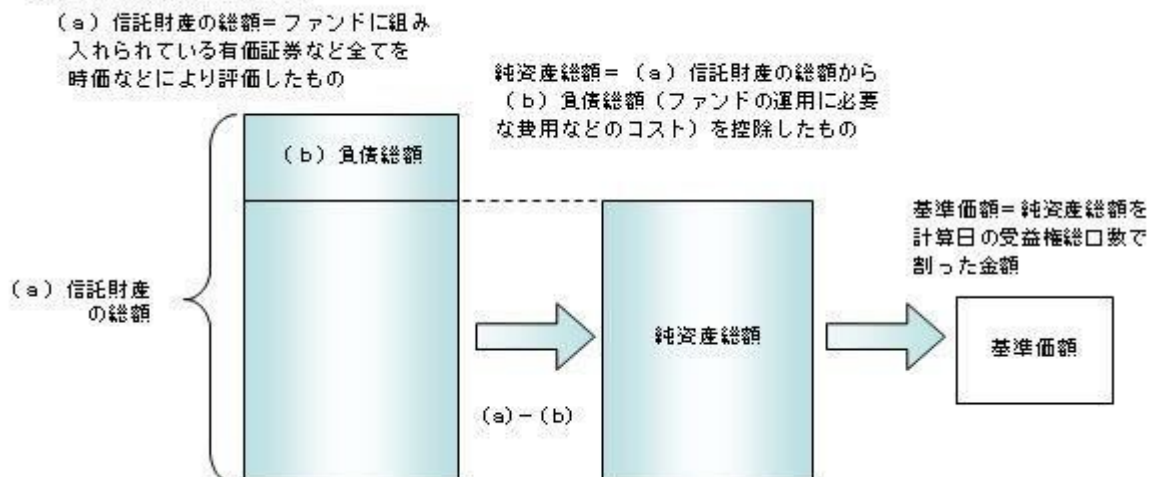 (a)信託財産の総額=ファンドに組み
入れられている有価証券など全てを
時価などにより評価したもの
純資産総額=(a)信託財産の総額から
(b)負債総額(ファンドの運用に必要
な費用などのコスト)を控除したもの
(b)負債総額
基準価額=純資産総額を
計算日の受益権総口数で
割った金額
(a)信託財産
の総額
純資産総額
基準価額
(a)-(b)